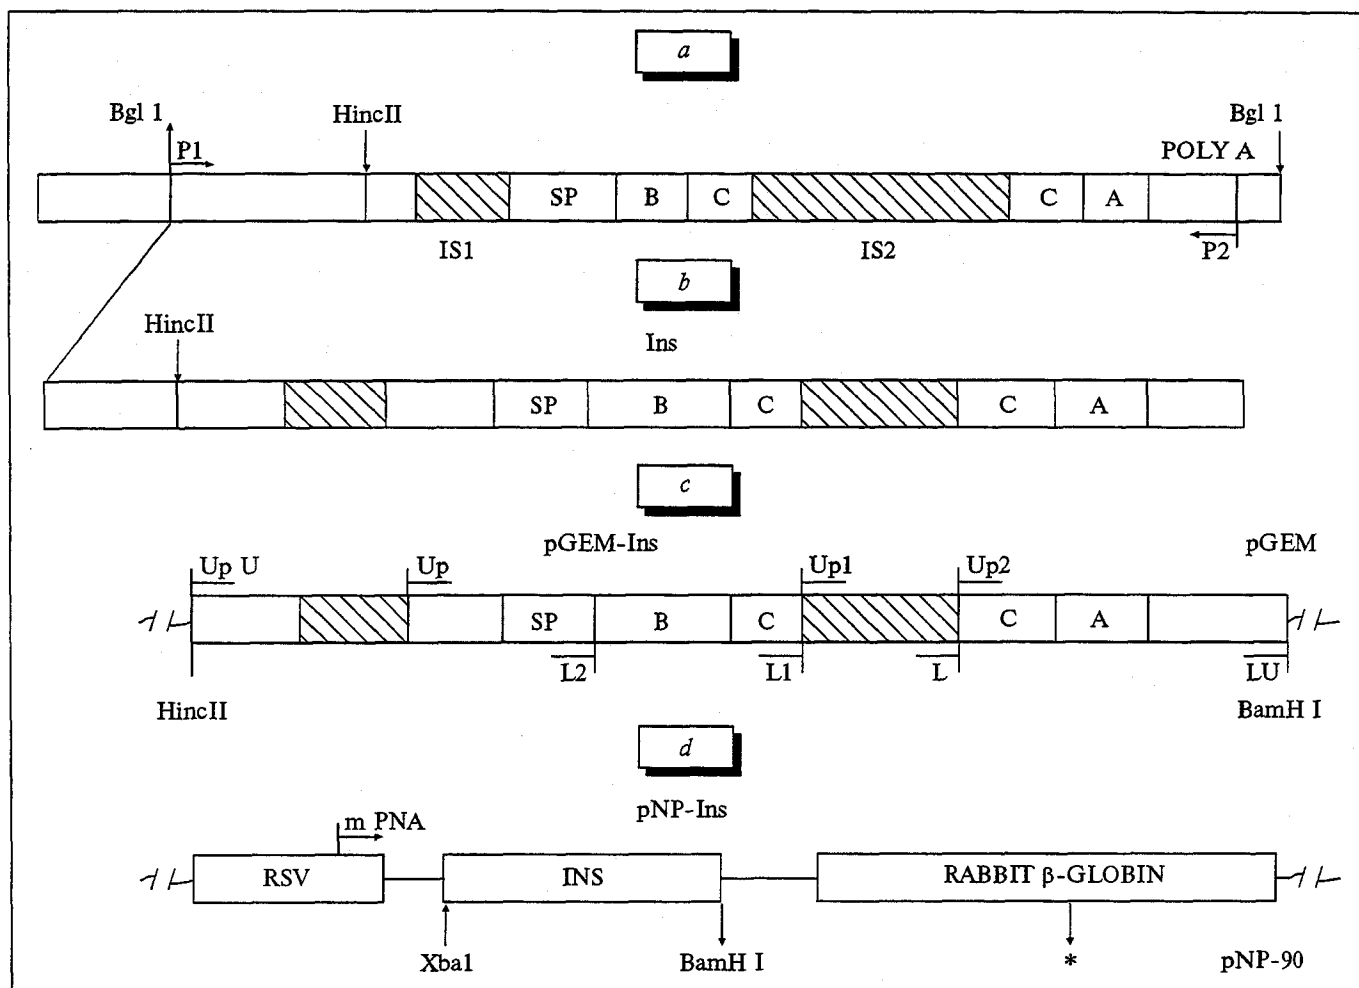 a
Bgl 1 HincII Bgl 1
P1 POLY A
SP B C C A
IS1 IS2 P2
b
HincII
Ins
SP B C C A
c
pGEM-Ins pGEM
Up U Up Up1 Up2
SP B C C A
L2 L1 L LU
HincII BamH I
d
pNP-Ins
m PNA
RSV INS RABBIT β-GLOBIN
Xba1 BamH I * pNP-90